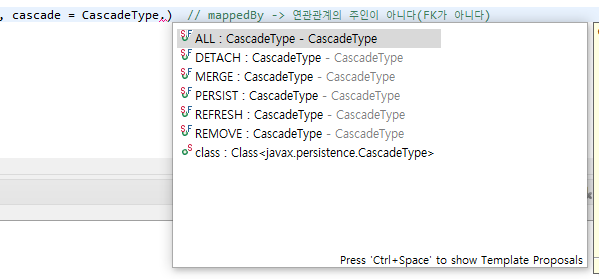 , cascade = CascadeType,) // mappedBy -> 연관관계의 주인이 아니다(FK가 아니다)
ALL : CascadeType - CascadeType
DETACH : CascadeType - CascadeType
MERGE : CascadeType - CascadeType
PERSIST : CascadeType - CascadeType
REFRESH : CascadeType - CascadeType
REMOVE : CascadeType - CascadeType
class : Class<javax.persistence.CascadeType>
Press 'Ctrl+Space' to show Template Proposals